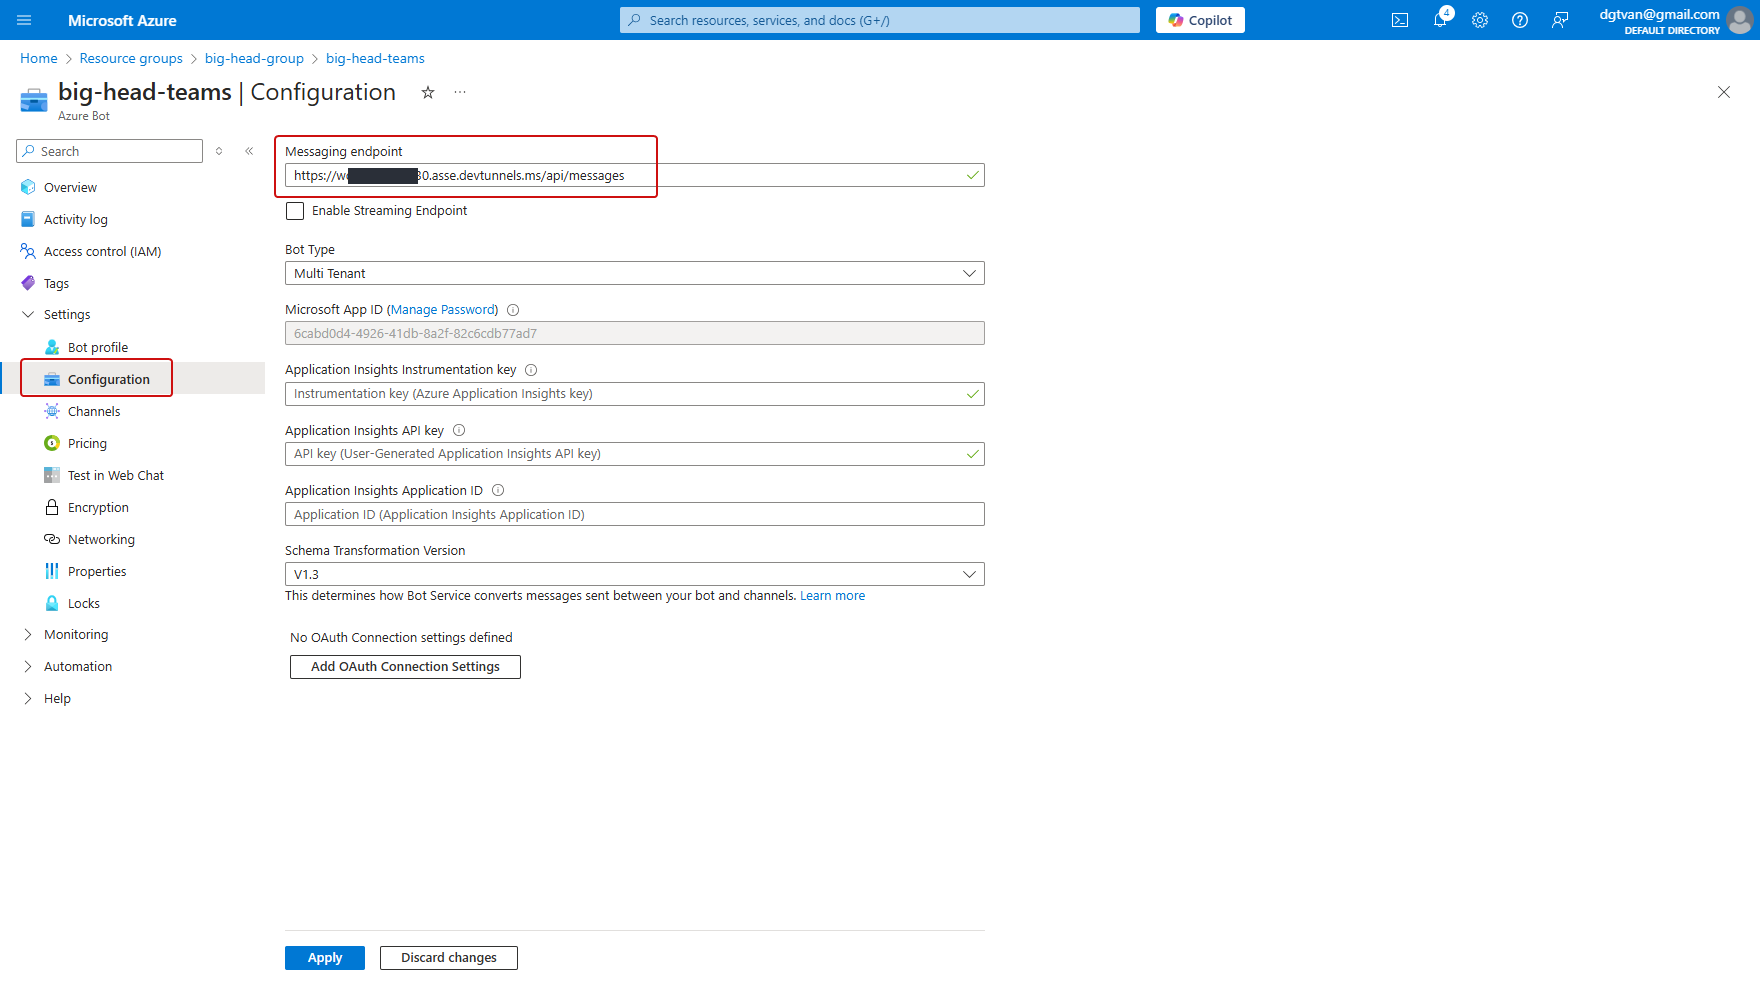 Microsoft Azure
Search resources, services, and docs (G+/)
Copilot
4
dgtvan@gmail.com
DEFAULT DIRECTORY
Home > Resource groups > big-head-group > big-head-teams
big-head-teams | Configuration
Azure Bot
Search
Overview
Activity log
Access control (IAM)
Tags
Settings
Bot profile
Configuration
Channels
Pricing
Test in Web Chat
Encryption
Networking
Properties
Locks
Monitoring
Automation
Help
Messaging endpoint
https://w 30.asse.devtunnels.ms/api/messages
Enable Streaming Endpoint
Bot Type
Multi Tenant
Microsoft App ID (Manage Password)
6cabd0d4-4926-41db-8a2f-82c6cdb77ad7
Application Insights Instrumentation key
Instrumentation key (Azure Application Insights key)
Application Insights API key
API key (User-Generated Application Insights API key)
Application Insights Application ID
Application ID (Application Insights Application ID)
Schema Transformation Version
V1.3
This determines how Bot Service converts messages sent between your bot and channels. Learn more
No OAuth Connection settings defined
Add OAuth Connection Settings
Apply
Discard changes